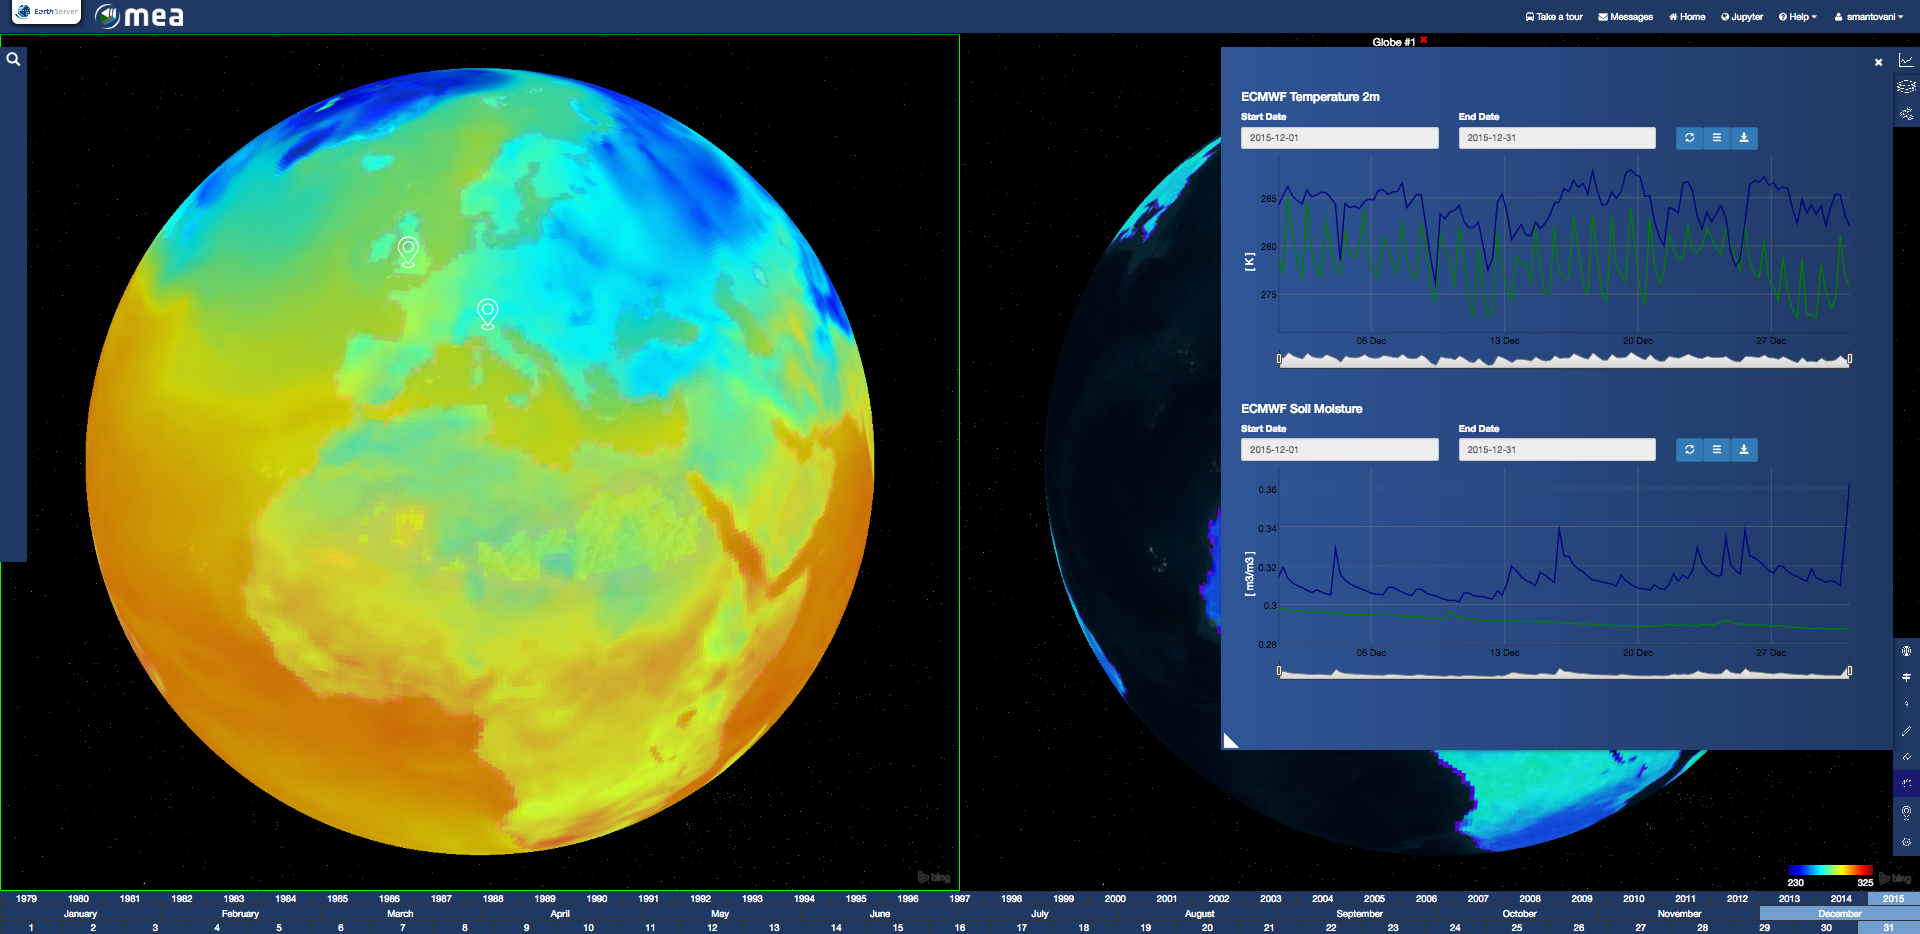 EarthServer
mea
Take a tour Messages Home Jupyter Help smantovani
Globe #1
ECMWF Temperature 2m
Start Date End Date
2015-12-01 2015-12-31
285
280
275
[ K ]
06 Dec 13 Dec 20 Dec 27 Dec
ECMWF Soil Moisture
Start Date End Date
2015-12-01 2015-12-31
0.36
0.34
0.32
0.3
0.28
[ m3/m3 ]
06 Dec 13 Dec 20 Dec 27 Dec
230 325
bing
bing
1979 1980 1981 1982 1983 1984 1985 1986 1987 1988 1989 1990 1991 1992 1993 1994 1995 1996 1997 1998 1999 2000 2001 2002 2003 2004 2005 2006 2007 2008 2009 2010 2011 2012 2013 2014 2015
January February March April May June July August September October November December
1 2 3 4 5 6 7 8 9 10 11 12 13 14 15 16 17 18 19 20 21 22 23 24 25 26 27 28 29 30 31